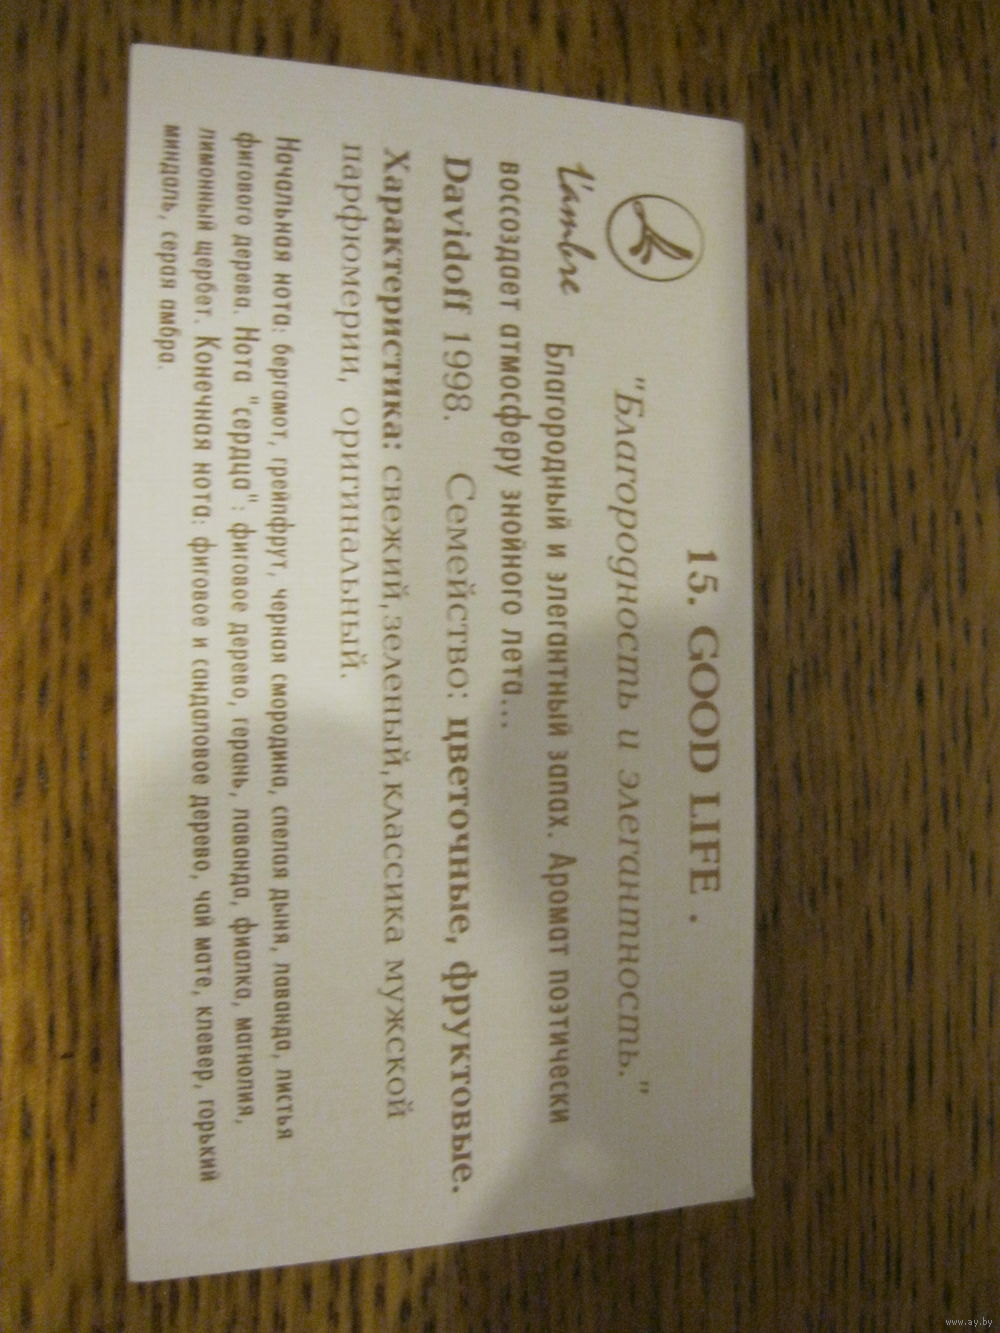 15. GOOD LIFE .
"Благородность и элегантность."
L'ambre Благородный и элегантный запах. Аромат поэтически
воссоздает атмосферу знойного лета...
Davidoff 1998. Семейство: цветочные, фруктовые.
Характеристика: свежий,зеленый,классика мужской
парфюмерии, оригинальный.
Начальная нота: бергамот, грейпфрут, черная смородина, спелая дыня, лаванда, листья
фигового дерева. Нота "сердца": фиговое дерево, герань, лаванда, фиалка, магнолия,
лимонный щербет. Конечная нота: фиговое и сандаловое дерево, чай мате, клевер, горький
миндаль, серая амбра.
www.ay.by